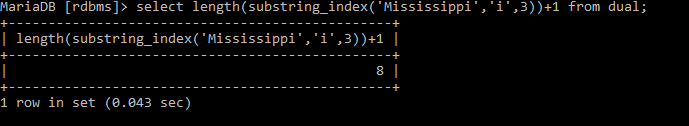 MariaDB [rdbms]> select length(substring_index('Mississippi','i',3))+1 from dual;
+------------------------------------------------+
| length(substring_index('Mississippi','i',3))+1 |
+------------------------------------------------+
|                                              8 |
+------------------------------------------------+
1 row in set (0.043 sec)